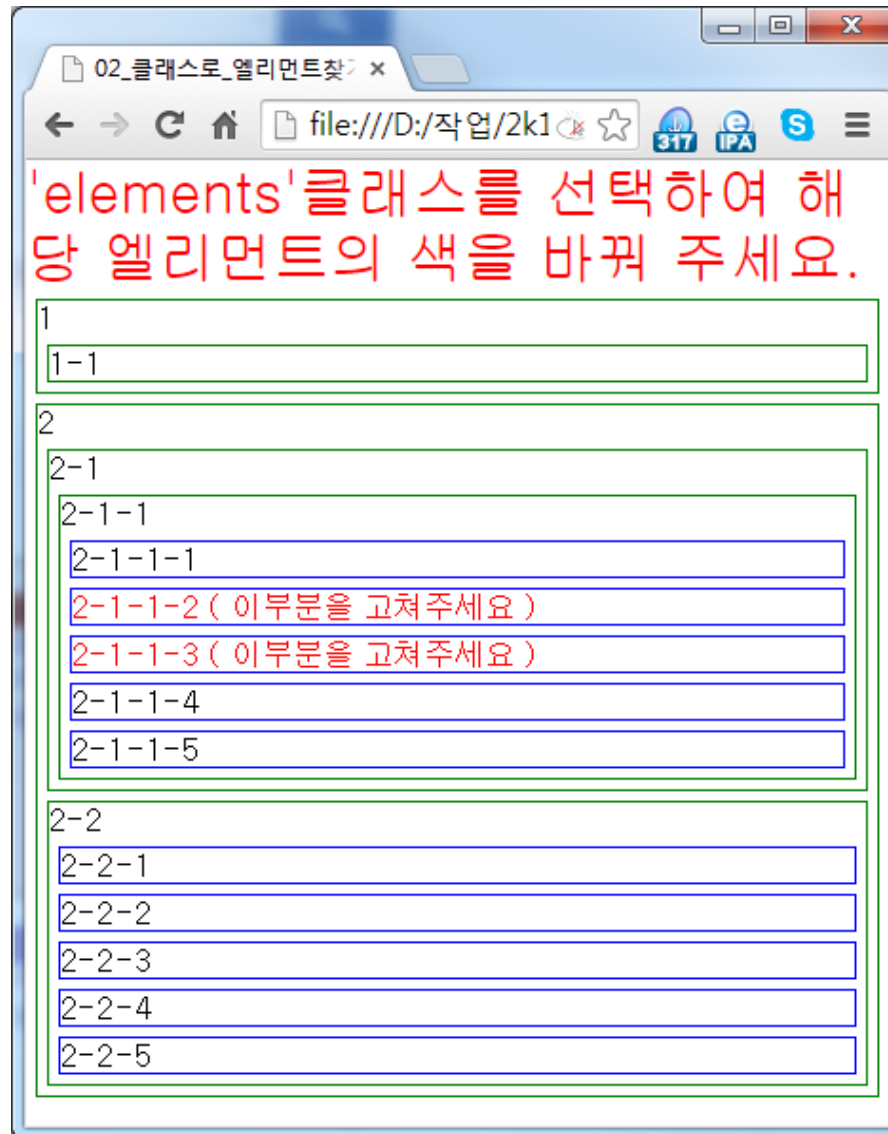 02_클래스로_엘리먼트찾
file:///D:/작업/2k1
317
IPA
'elements'클래스를 선택하여 해
당 엘리먼트의 색을 바꿔 주세요.
1
1-1
2
2-1
2-1-1
2-1-1-1
2-1-1-2 ( 이부분을 고쳐주세요 )
2-1-1-3 ( 이부분을 고쳐주세요 )
2-1-1-4
2-1-1-5
2-2
2-2-1
2-2-2
2-2-3
2-2-4
2-2-5